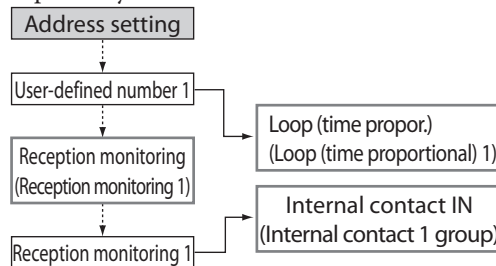 Address setting
User-defined number 1
Loop (time propor.)
(Loop (time proportional) 1)
Reception monitoring
(Reception monitoring 1)
Internal contact IN
(Internal contact 1 group)
Reception monitoring 1